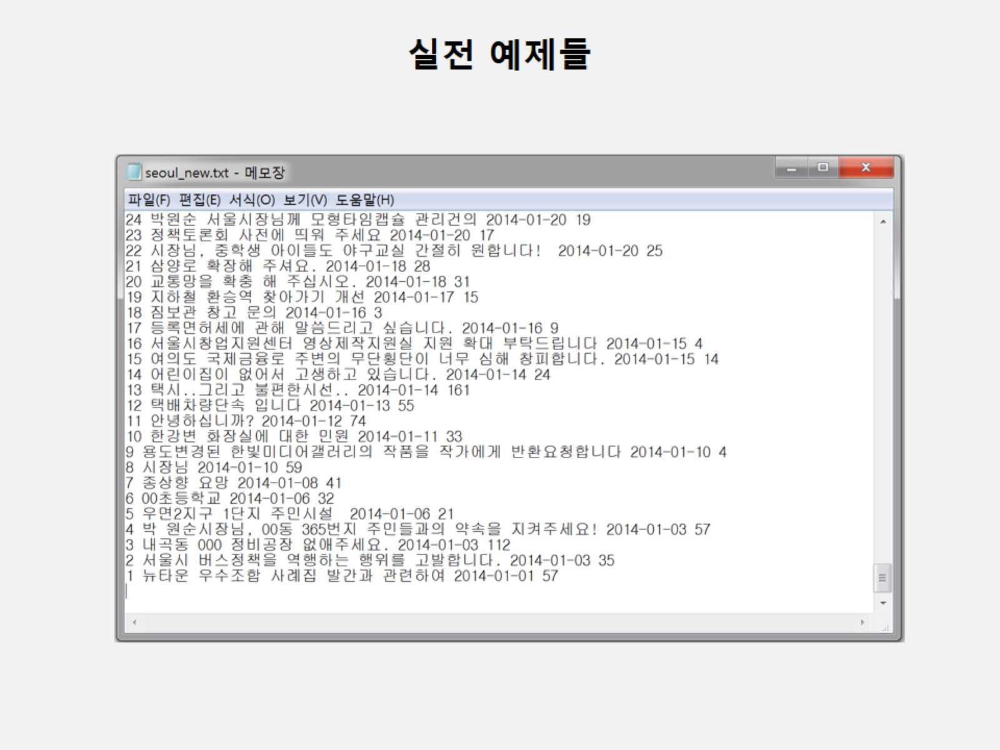 실전 예제들
seoul_new.txt - 메모장
파일(F) 편집(E) 서식(O) 보기(V) 도움말(H)
24 박원순 서울시장님께 모형타임캡슐 관리건의 2014-01-20 19
23 정책토론회 사전에 띄워 주세요 2014-01-20 17
22 시장님, 중학생 아이들도 야구교실 간절히 원합니다!  2014-01-20 25
21 삼양로 확장해 주셔요. 2014-01-18 28
20 교통망을 확충 해 주십시오. 2014-01-18 31
19 지하철 환승역 찾아가기 개선 2014-01-17 15
18 짐보관 창고 문의 2014-01-16 3
17 등록면허세에 관해 말씀드리고 싶습니다. 2014-01-16 9
16 서울시창업지원센터 영상제작지원실 지원 확대 부탁드립니다 2014-01-15 4
15 여의도 국제금융로 주변의 무단횡단이 너무 심해 창피합니다. 2014-01-15 14
14 어린이집이 없어서 고생하고 있습니다. 2014-01-14 24
13 택시..그리고 불편한시선.. 2014-01-14 161
12 택배차량단속 입니다 2014-01-13 55
11 안녕하십니까? 2014-01-12 74
10 한강변 화장실에 대한 민원 2014-01-11 33
9 용도변경된 한빛미디어갤러리의 작품을 작가에게 반환요청합니다 2014-01-10 4
8 시장님 2014-01-10 59
7 종상향 요망 2014-01-08 41
6 00초등학교 2014-01-06 32
5 우면2지구 1단지 주민시설  2014-01-06 21
4 박 원순시장님, 00동 365번지 주민들과의 약속을 지켜주세요! 2014-01-03 57
3 내곡동 000 정비공장 없애주세요. 2014-01-03 112
2 서울시 버스정책을 역행하는 행위를 고발합니다. 2014-01-03 35
1 뉴타운 우수조합 사례집 발간과 관련하여 2014-01-01 57